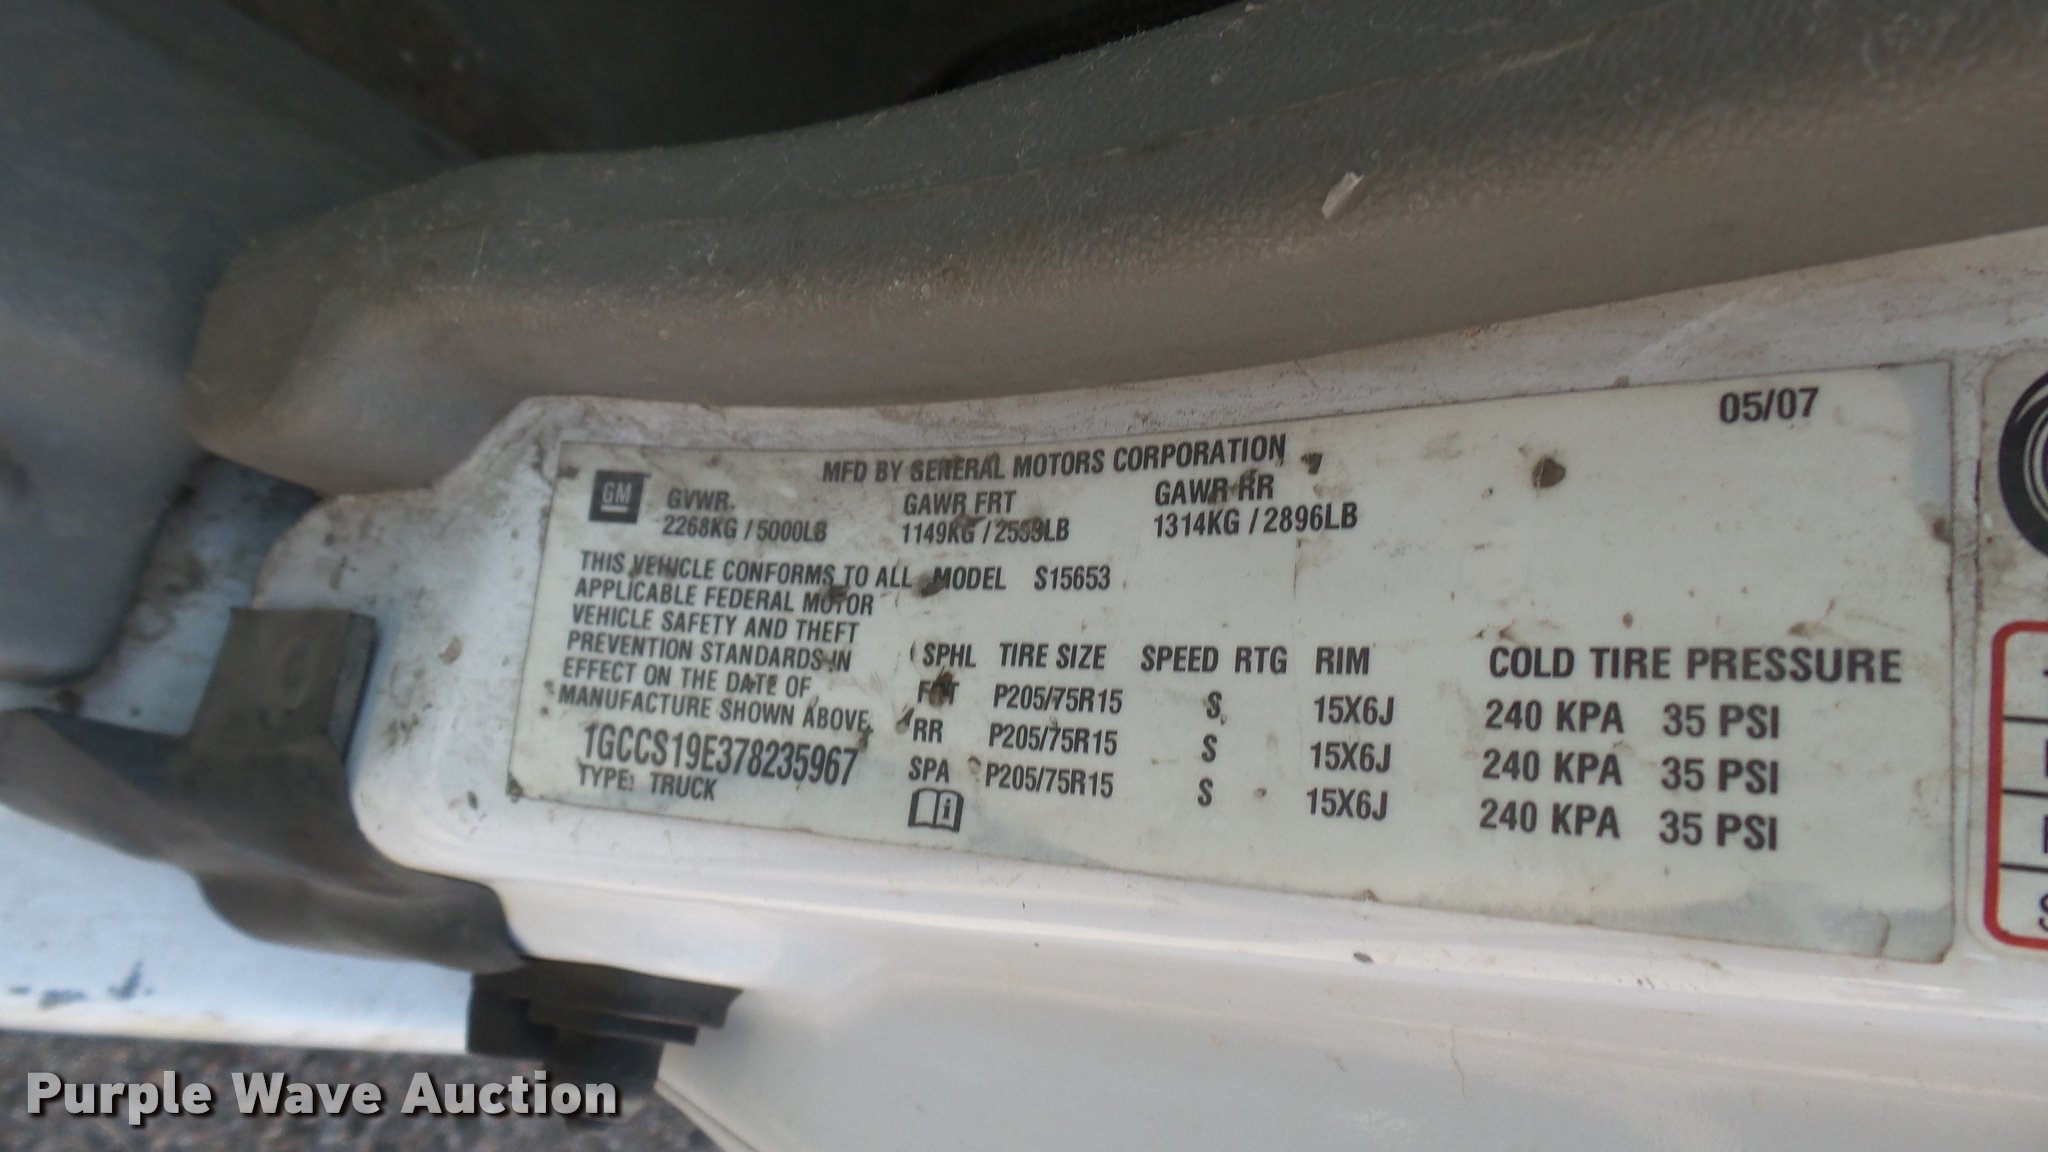 05/07
MFD BY GENERAL MOTORS CORPORATION
GM
GVWR GAWR FRT GAWR RR
2268KG / 5000LB 1149KG / 1314KG / 2896LB
THIS VEHICLE CONFORMS TO ALL MODEL S15653
APPLICABLE FEDERAL MOTOR
VEHICLE SAFETY AND THEFT
PREVENTION STANDARDS IN
EFFECT ON THE DATE OF
MANUFACTURE SHOWN ABOVE.
1GCCS19E378235967
TYPE: TRUCK
SPHL TIRE SIZE SPEED RTG RIM COLD TIRE PRESSURE
FRT P205/75R15 S 15X6J 240 KPA 35 PSI
RR P205/75R15 S 15X6J 240 KPA 35 PSI
SPA P205/75R15 S 15X6J 240 KPA 35 PSI
Purple Wave Auction